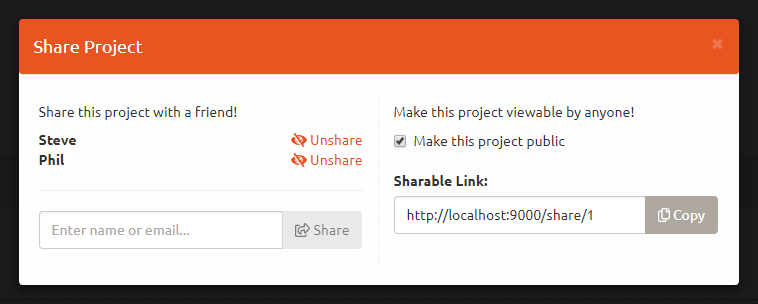 Share Project
Share this project with a friend!
Steve Unshare
Phil Unshare
Enter name or email... Share
Make this project viewable by anyone!
Make this project public
Sharable Link:
http://localhost:9000/share/1 Copy